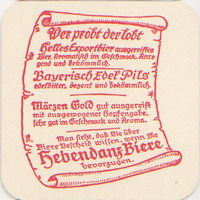 Wer probt der lobt
Helles Exportbier ausgereiftes
Bier. Aromatisch im Geschmack. Anre
gend und bekömmlich.
Bayerisch Edel Pils
edelbitter, dezent und bekömmlich.
Märzen Gold gut ausgereift
mit ausgewogener Hopfengabe,
sehr gut im Geschmack und Aroma.
Man sieht, daß Sie über
Biere Bescheid wissen, wenn Sie
Hebendanz Biere
bevorzugen.